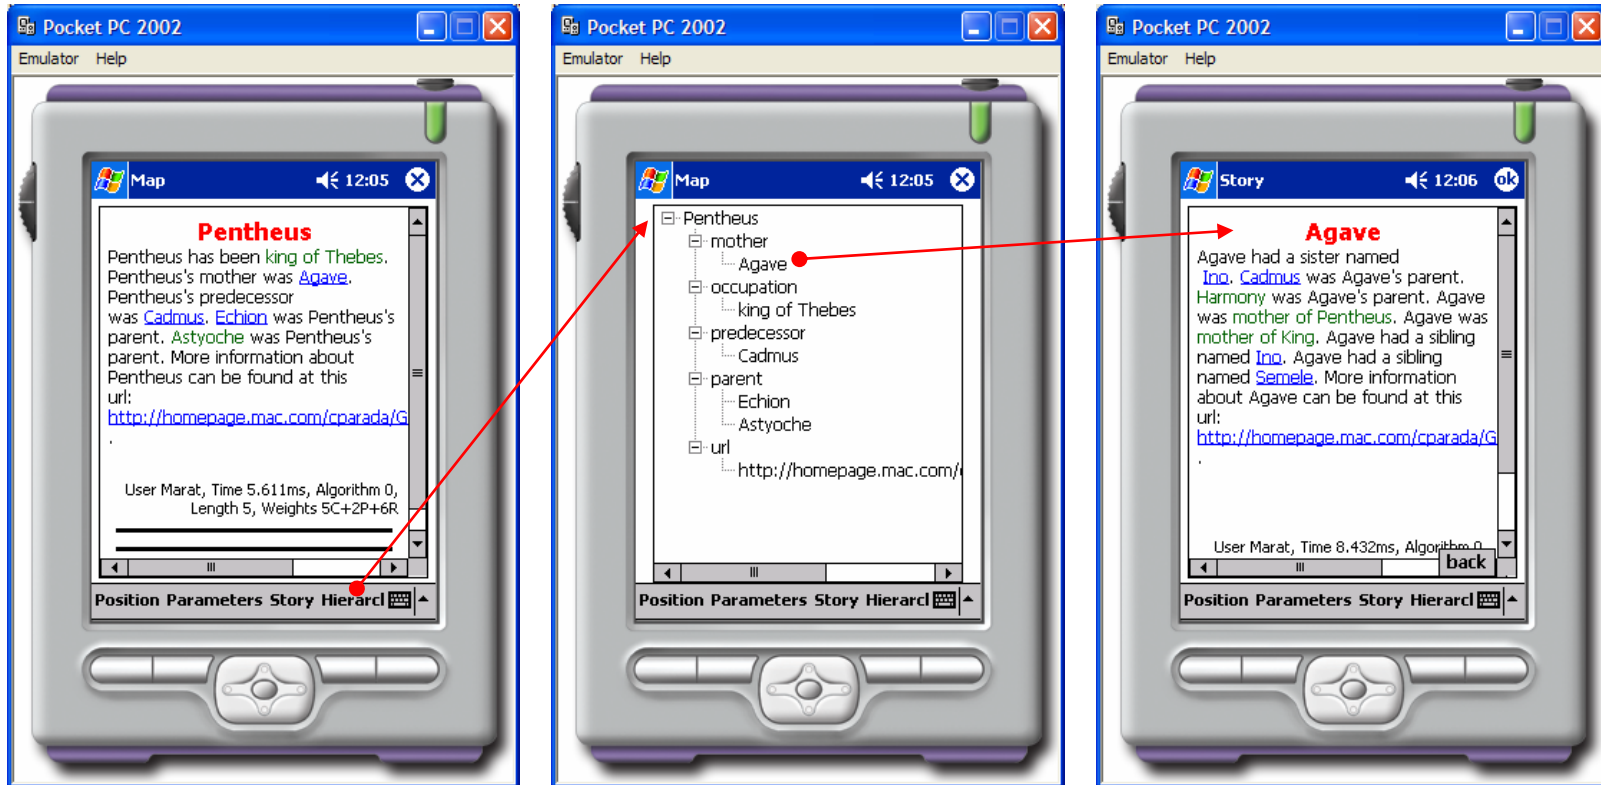 Pocket PC 2002
Emulator Help
Map 12:05
Pentheus
Pentheus has been king of Thebes.
Pentheus's mother was Agave.
Pentheus's predecessor
was Cadmus. Echion was Pentheus's
parent. Astyoche was Pentheus's
parent. More information about
Pentheus can be found at this
url:
http://homepage.mac.com/cparada/G
.
User Marat, Time 5.611ms, Algorithm 0,
Length 5, Weights 5C+2P+6R
Position Parameters Story Hierarcl
Pocket PC 2002
Emulator Help
Map 12:05
Pentheus
mother
Agave
occupation
king of Thebes
predecessor
Cadmus
parent
Echion
Astyoche
url
http://homepage.mac.com/
Position Parameters Story Hierarcl
Pocket PC 2002
Emulator Help
Story 12:06 ok
Agave
Agave had a sister named
Ino. Cadmus was Agave's parent.
Harmony was Agave's parent. Agave
was mother of Pentheus. Agave was
mother of King. Agave had a sibling
named Ino. Agave had a sibling
named Semele. More information
about Agave can be found at this
url:
http://homepage.mac.com/cparada/G
.
User Marat, Time 8.432ms, Algorithm 0
back
Position Parameters Story Hierarcl